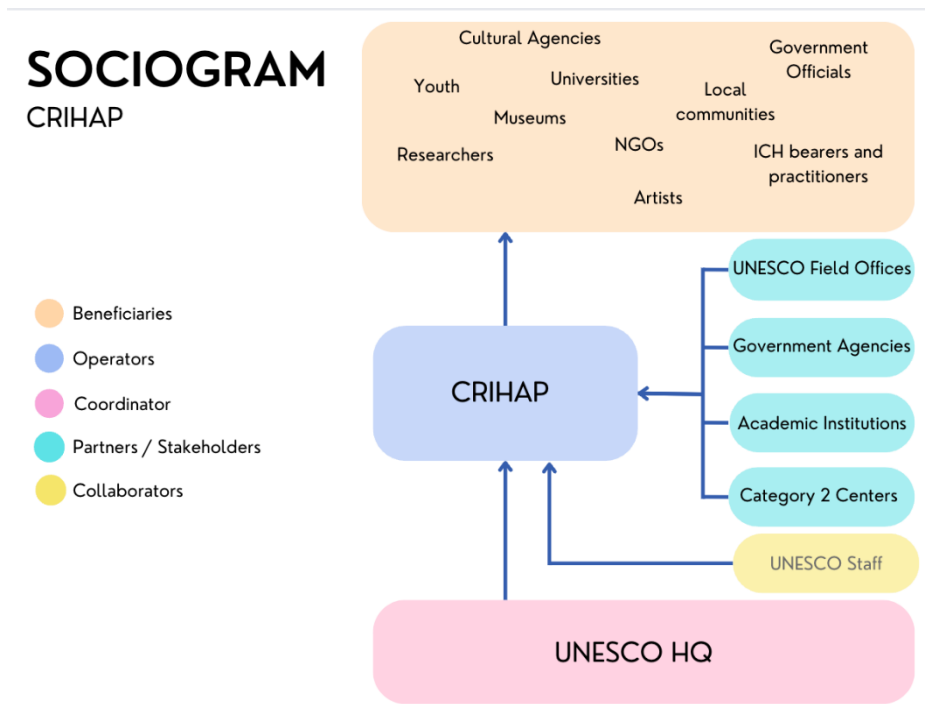 SOCIOGRAM
CRIHAP
Cultural Agencies
Government
Officials
Youth
Universities
Local
communities
Museums
NGOs
Researchers
ICH bearers and
practitioners
Artists
UNESCO Field Offices
Beneficiaries
Operators
Government Agencies
CRIHAP
Coordinator
Academic Institutions
Partners / Stakeholders
Collaborators
Category 2 Centers
UNESCO Staff
UNESCO HQ